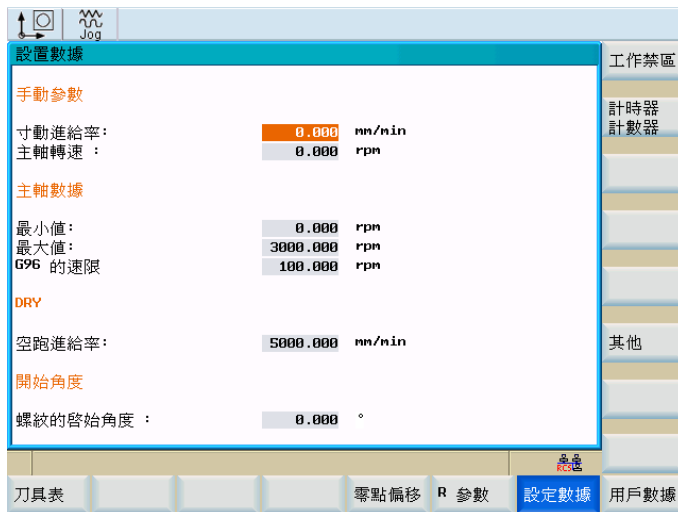 Jog
設置數據
工作禁區
手動參數
計時器
計數器
寸動進給率: 0.000 mm/min
主軸轉速 : 0.000 rpm
主軸數據
最小值: 0.000 rpm
最大值: 3000.000 rpm
G96 的速限 100.000 rpm
DRY
空跑進給率: 5000.000 mm/min
其他
開始角度
螺紋的啓始角度 : 0.000 °
RCS
刀具表 零點偏移 R 參數 設定數據 用戶數據